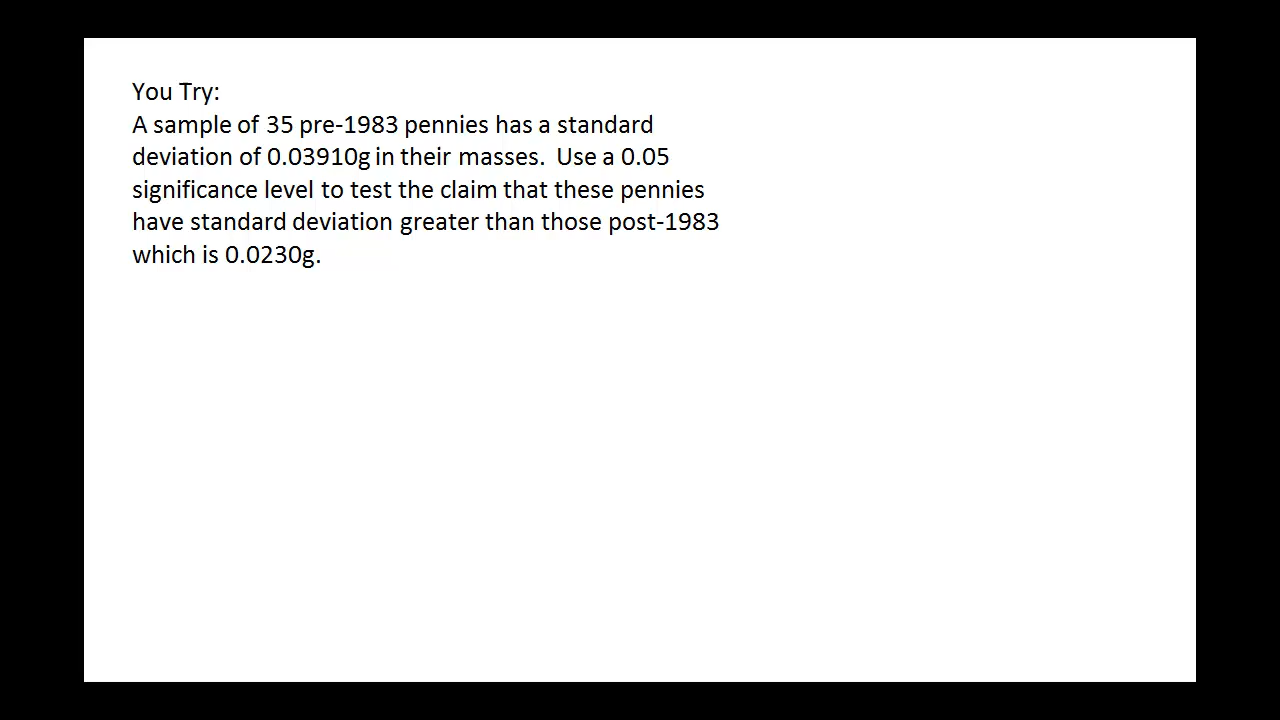 You Try:
A sample of 35 pre-1983 pennies has a standard
deviation of 0.03910g in their masses.  Use a 0.05
significance level to test the claim that these pennies
have standard deviation greater than those post-1983
which is 0.0230g.